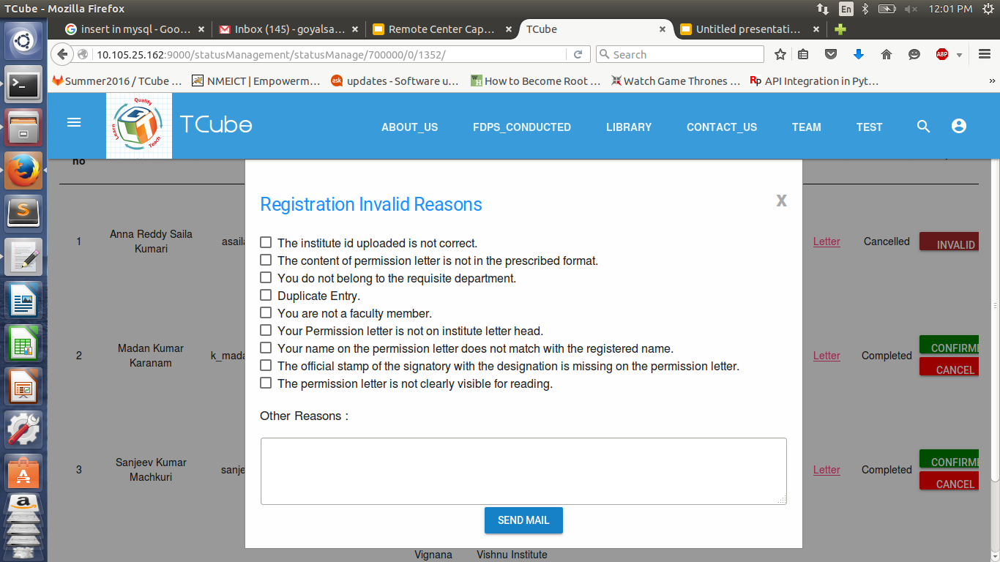 TCube - Mozilla Firefox
En
12:01 PM
insert in mysql - Goo...
Inbox (145) - goyalsa...
Remote Center Cap...
TCube
Untitled presentati...
10.105.25.162:9000/statusManagement/statusManage/700000/0/1352/
Search
ABP
Summer2016 / TCube ...
NMEICT | Empowerm...
ask
updates - Software u...
How to Become Root ...
Watch Game Thrones ...
Rp
API Integration in Pyt...
Qualify
Learn
Teach
TCube
ABOUT_US
FDPS_CONDUCTED
LIBRARY
CONTACT_US
TEAM
TEST
no
Registration Invalid Reasons
X
The institute id uploaded is not correct.
The content of permission letter is not in the prescribed format.
You do not belong to the requisite department.
Duplicate Entry.
You are not a faculty member.
Your Permission letter is not on institute letter head.
Your name on the permission letter does not match with the registered name.
The official stamp of the signatory with the designation is missing on the permission letter.
The permission letter is not clearly visible for reading.
Other Reasons :
SEND MAIL
1
Anna Reddy Saila
Kumari
asaila
Letter
Cancelled
INVALID
2
Madan Kumar
Karanam
k_mada
Letter
Completed
CONFIRM
CANCEL
3
Sanjeev Kumar
Machkuri
sanje
Letter
Completed
CONFIRM
CANCEL
Vignana
Vishnu Institute